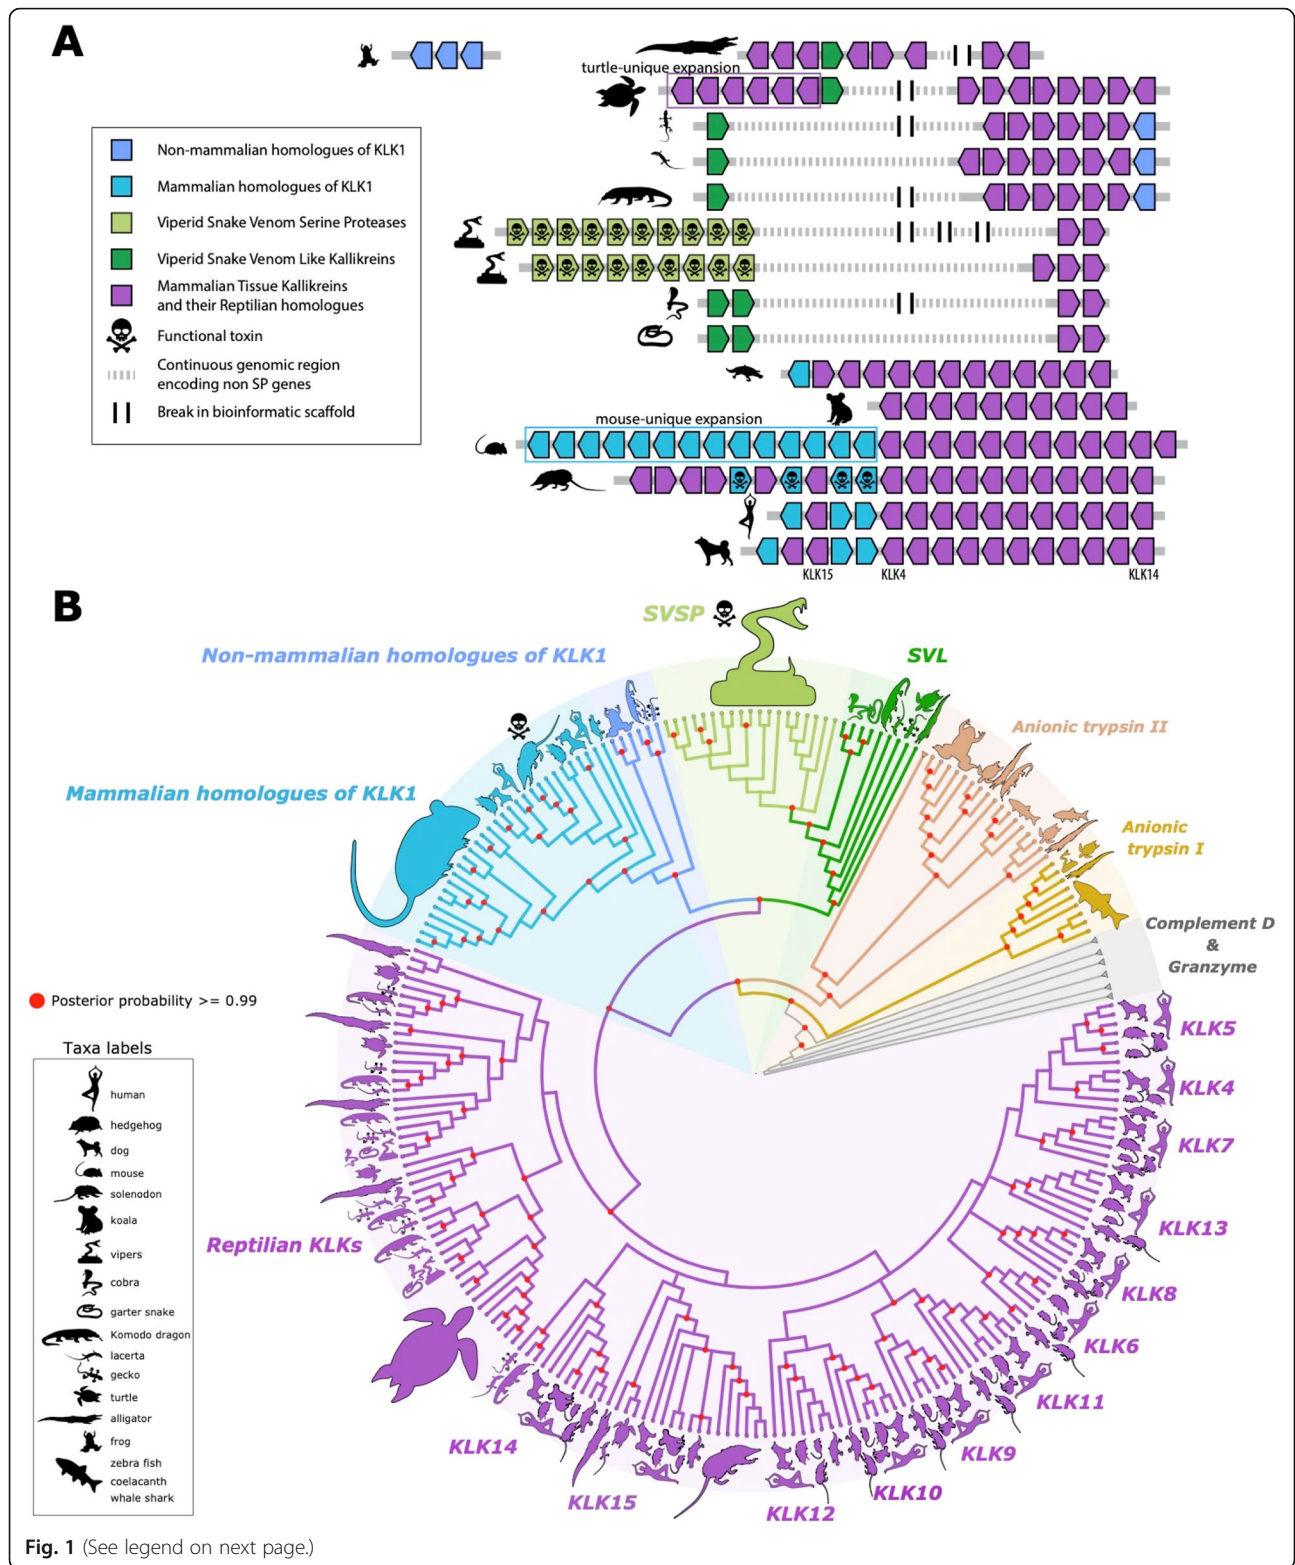 A
turtle-unique expansion
Non-mammalian homologues of KLK1
Mammalian homologues of KLK1
Viperid Snake Venom Serine Proteases
Viperid Snake Venom Like Kallikreins
Mammalian Tissue Kallikreins
and their Reptilian homologues
Functional toxin
Continuous genomic region
encoding non SP genes
Break in bioinformatic scaffold
mouse-unique expansion
KLK15
KLK4
KLK14
B
SVSP
Non-mammalian homologues of KLK1
SVL
Anionic trypsin II
Mammalian homologues of KLK1
Anionic
trypsin I
Complement D
&
Granzyme
Posterior probability >= 0.99
KLK5
KLK4
KLK7
KLK13
KLK8
KLK6
KLK11
KLK9
KLK10
KLK12
KLK15
KLK14
Reptilian KLKs
Taxa labels
human
hedgehog
dog
mouse
solenodon
koala
vipers
cobra
garter snake
Komodo dragon
lacerta
gecko
turtle
alligator
frog
zebra fish
coelacanth
whale shark
Fig. 1 (See legend on next page.)